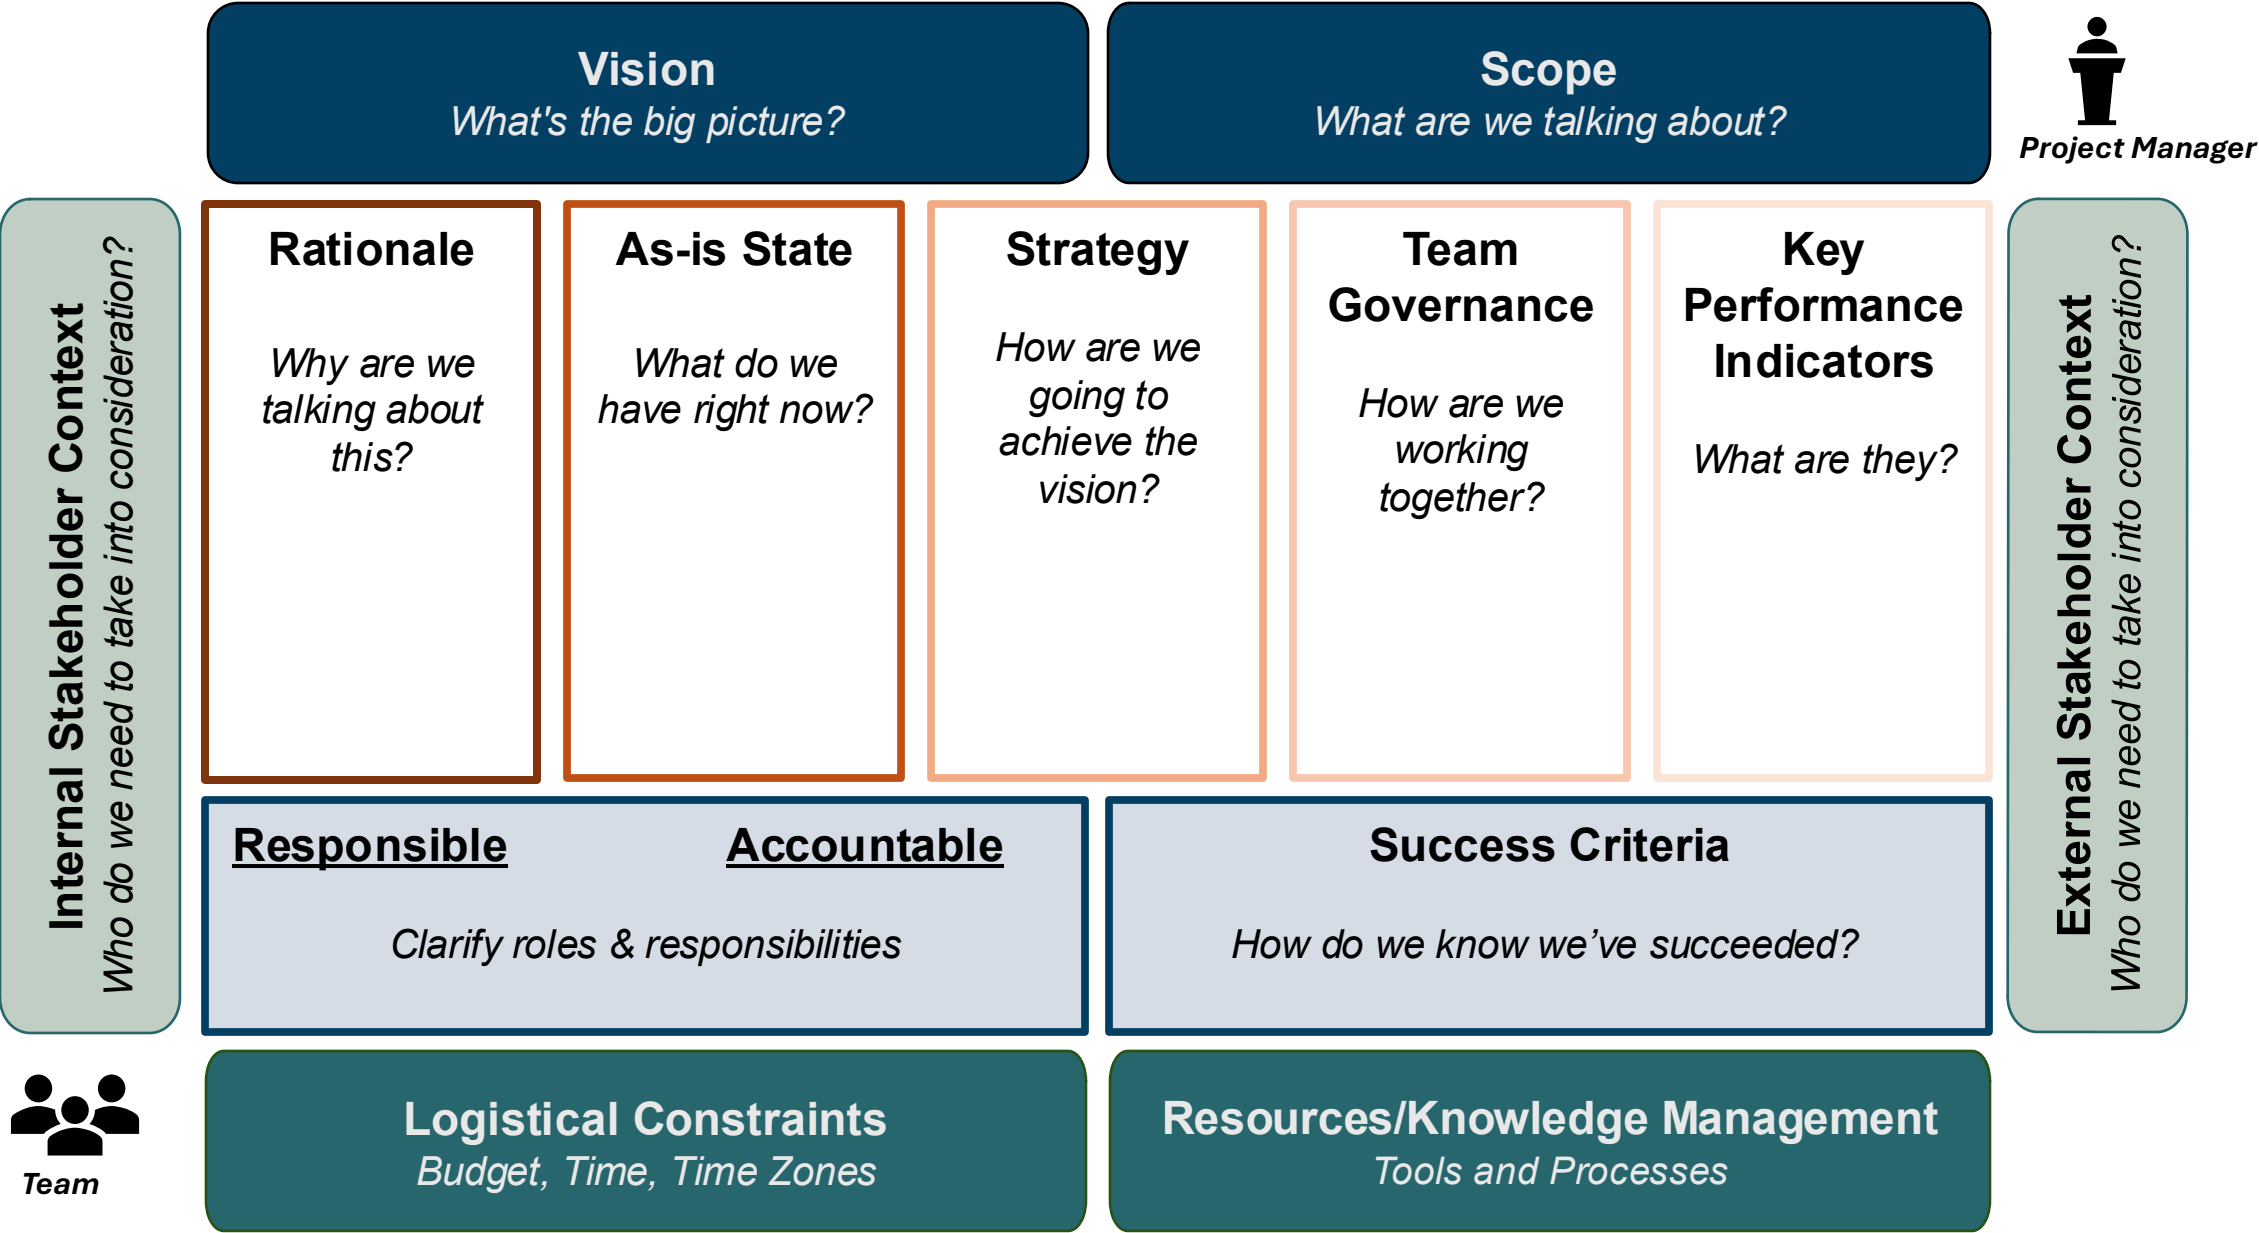 Vision
What's the big picture?
Scope
What are we talking about?
Project Manager
Internal Stakeholder Context
Who do we need to take into consideration?
Rationale
Why are we
talking about
this?
As-is State
What do we
have right now?
Strategy
How are we
going to
achieve the
vision?
Team
Governance
How are we
working
together?
Key
Performance
Indicators
What are they?
External Stakeholder Context
Who do we need to take into consideration?
Responsible
Accountable
Clarify roles & responsibilities
Success Criteria
How do we know we’ve succeeded?
Team
Logistical Constraints
Budget, Time, Time Zones
Resources/Knowledge Management
Tools and Processes